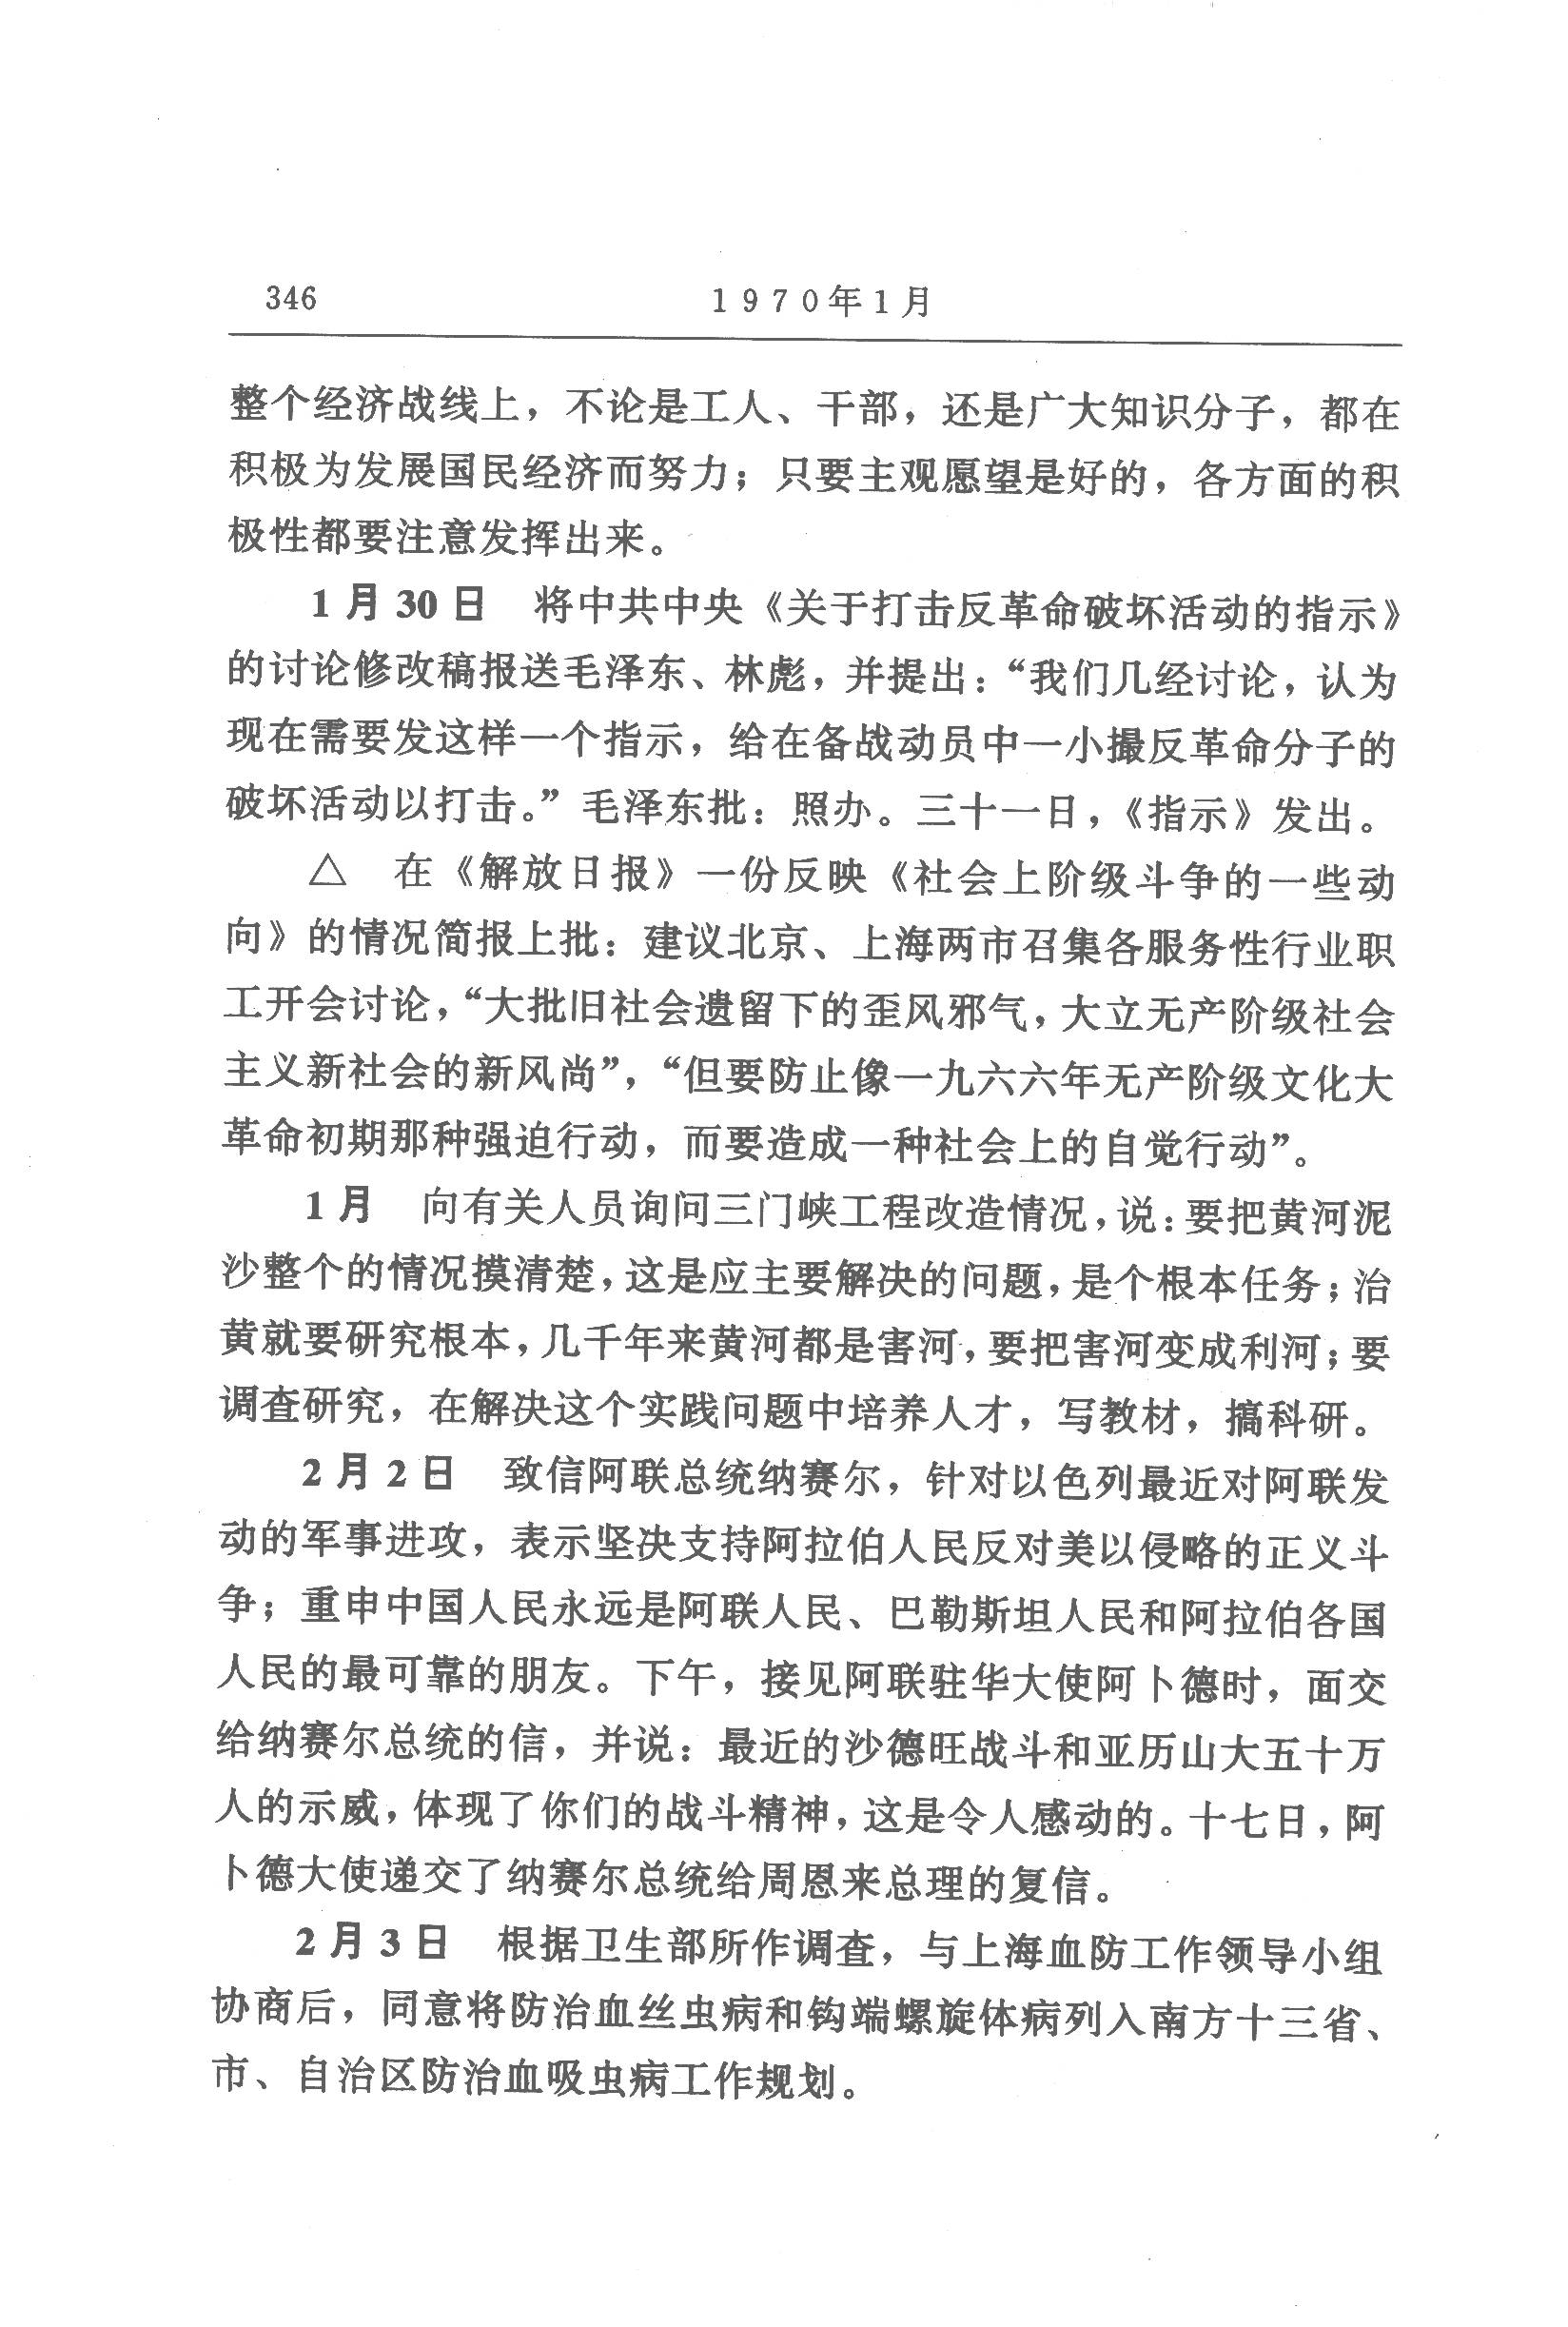 346
1970年1月
整个经济战线上，不论是工人、干部，还是广大知识分子，都在
积极为发展国民经济而努力；只要主观愿望是好的，各方面的积
极性都要注意发挥出来。
1月30日 将中共中央《关于打击反革命破坏活动的指示》
的讨论修改稿报送毛泽东、林彪，并提出：“我们几经讨论，认为
现在需要发这样一个指示，给在备战动员中一小撮反革命分子的
破坏活动以打击。”毛泽东批：照办。三十一日，《指示》发出。
△ 在《解放日报》一份反映《社会上阶级斗争的一些动
向》的情况简报上批：建议北京、上海两市召集各服务性行业职
工开会讨论，“大批旧社会遗留下的歪风邪气，大立无产阶级社会
主义新社会的新风尚”，“但要防止像一九六六年无产阶级文化大
革命初期那种强迫行动，而要造成一种社会上的自觉行动”。
1月 向有关人员询问三门峡工程改造情况，说：要把黄河泥
沙整个的情况摸清楚，这是应主要解决的问题，是个根本任务；治
黄就要研究根本，几千年来黄河都是害河，要把害河变成利河；要
调查研究，在解决这个实践问题中培养人才，写教材，搞科研。
2月2日 致信阿联总统纳赛尔，针对以色列最近对阿联发
动的军事进攻，表示坚决支持阿拉伯人民反对美以侵略的正义斗
争；重申中国人民永远是阿联人民、巴勒斯坦人民和阿拉伯各国
人民的最可靠的朋友。下午，接见阿联驻华大使阿卜德时，面交
给纳赛尔总统的信，并说：最近的沙德旺战斗和亚历山大五十万
人的示威，体现了你们的战斗精神，这是令人感动的。十七日，阿
卜德大使递交了纳赛尔总统给周恩来总理的复信。
2月3日 根据卫生部所作调查，与上海血防工作领导小组
协商后，同意将防治血丝虫病和钩端螺旋体病列入南方十三省、
市、自治区防治血吸虫病工作规划。